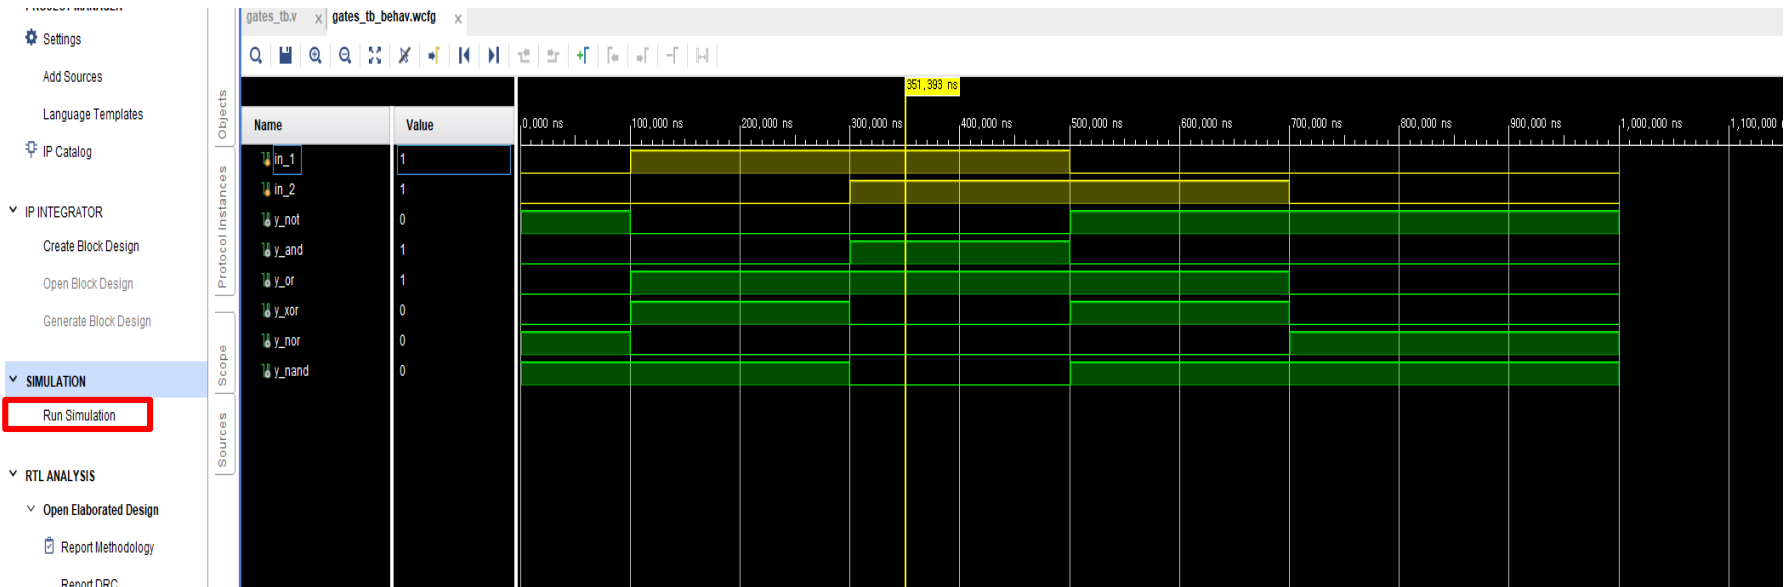 PROJECT MANAGER
Settings
Add Sources
Language Templates
IP Catalog
IP INTEGRATOR
Create Block Design
Open Block Design
Generate Block Design
SIMULATION
Run Simulation
RTL ANALYSIS
Open Elaborated Design
Report Methodology
Report DRC
Objects
Protocol Instances
Scope
Sources
gates_tb.v x gates_tb_behav.wcfg x
351,393 ns
Name Value 0,000 ns 100,000 ns 200,000 ns 300,000 ns 400,000 ns 500,000 ns 600,000 ns 700,000 ns 800,000 ns 900,000 ns 1,000,000 ns 1,100,000
in_1 1
in_2 1
y_not 0
y_and 1
y_or 1
y_xor 0
y_nor 0
y_nand 0